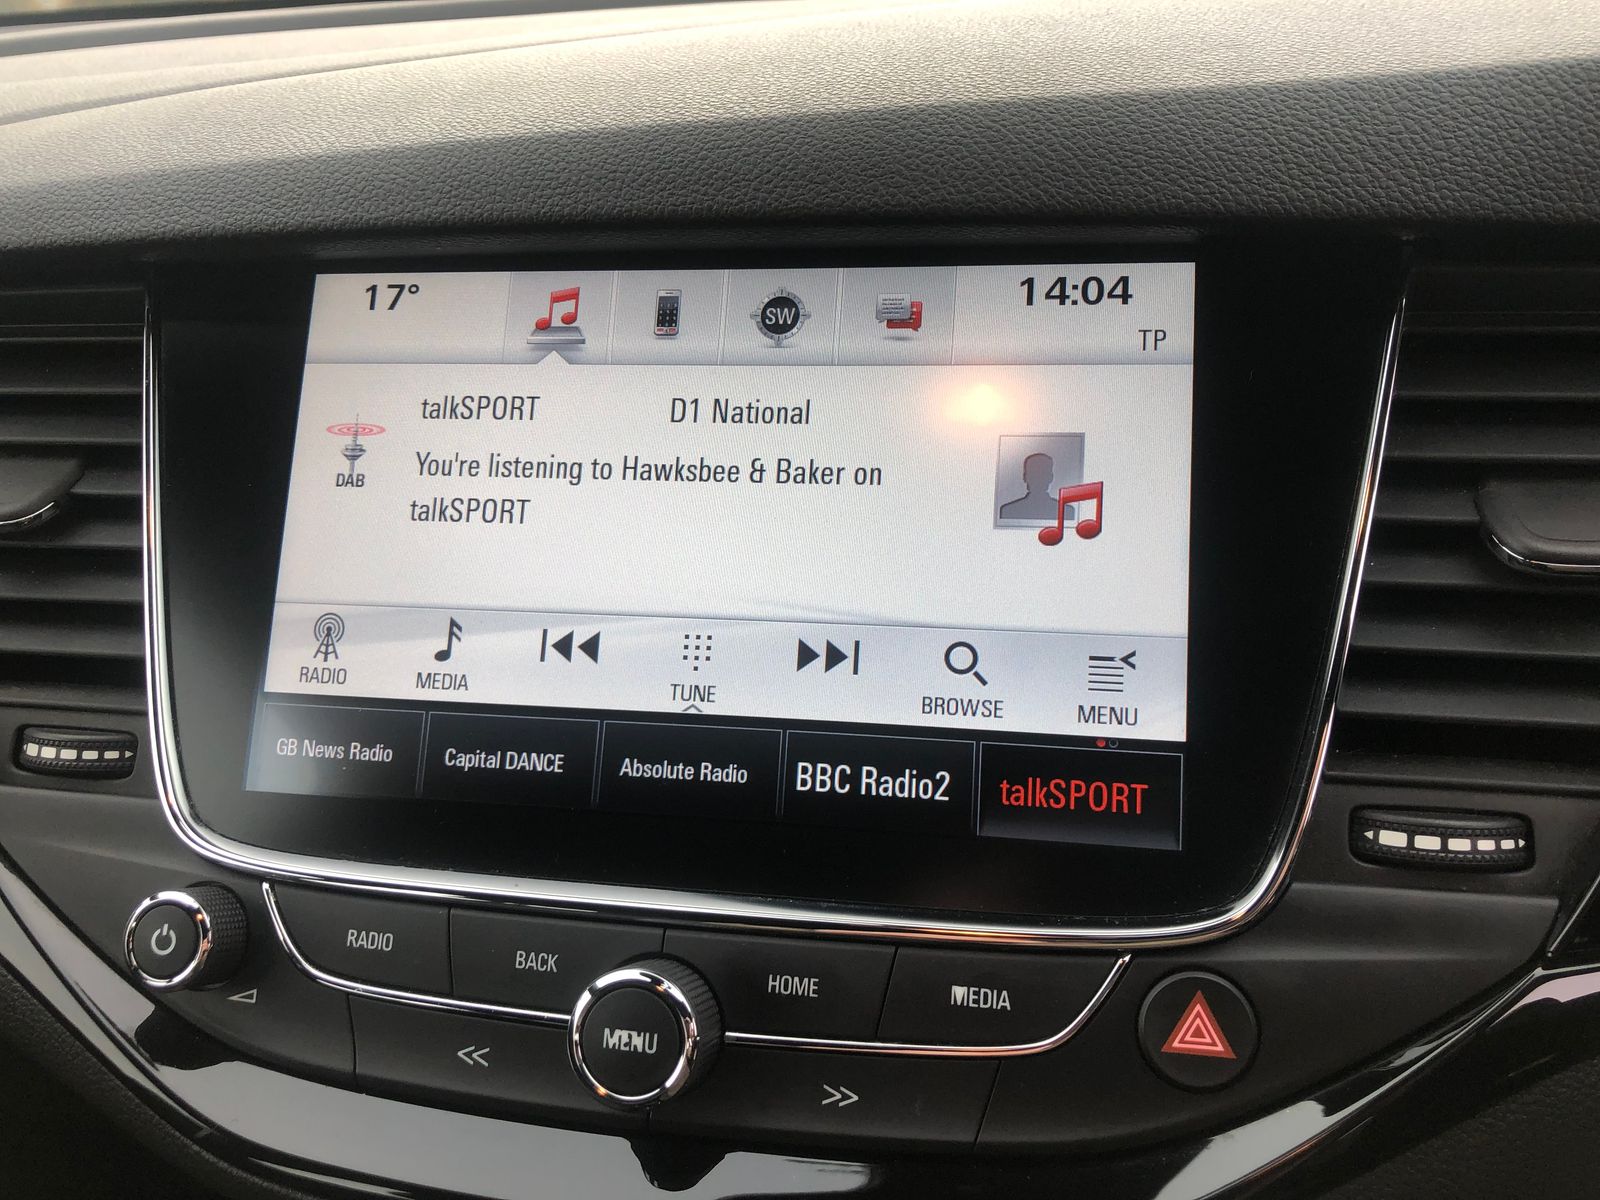 17°
SW
14:04
TP
talkSPORT
D1 National
DAB
You're listening to Hawksbee & Baker on
talkSPORT
RADIO
MEDIA
TUNE
BROWSE
MENU
GB News Radio
Capital DANCE
Absolute Radio
BBC Radio2
talkSPORT
RADIO
BACK
HOME
MEDIA
MENU